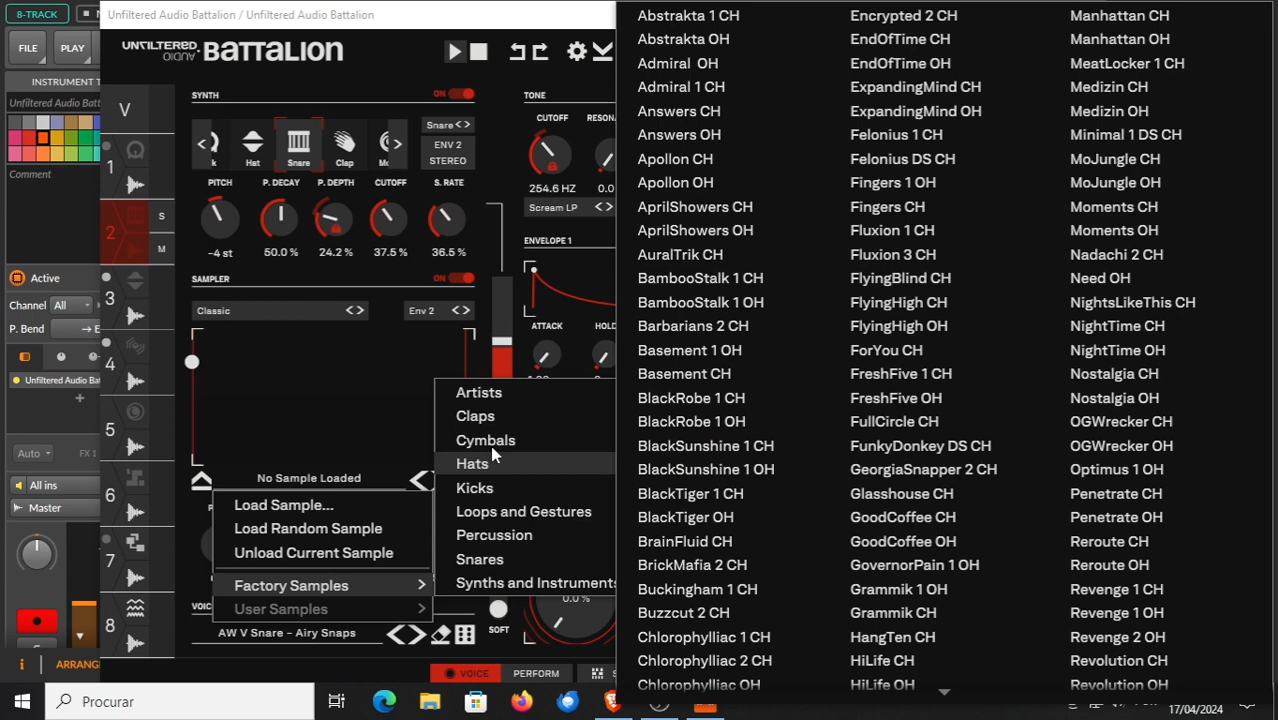 8-TRACK
Unfiltered Audio Battalion / Unfiltered Audio Battalion
FILE
PLAY
UNFILTERED AUDIO BATTALION
INSTRUMENT T
Unfiltered Audio Batt
Comment
V
1
2
3
4
5
6
7
8
S
M
SYNTH
ON
k
Hat
Snare
Clap
Mo
Snare
ENV 2
STEREO
PITCH
P. DECAY
P. DEPTH
CUTOFF
S. RATE
-4 st
50.0 %
24.2 %
37.5 %
36.5 %
TONE
CUTOFF
RESONA
254.6 HZ
0.0
Scream LP
ENVELOPE 1
ATTACK
HOLD
SAMPLER
ON
Classic
Env 2
No Sample Loaded
Active
Channel
All
P. Bend
Unfiltered Audio Bat
+
Auto
FX 1
All ins
Master
Load Sample...
Load Random Sample
Unload Current Sample
Factory Samples
User Samples
Artists
Claps
Cymbals
Hats
Kicks
Loops and Gestures
Percussion
Snares
Synths and Instruments
VOIC
AW V Snare - Airy Snaps
SOFT
0.0 %
ARRANG
VOICE
PERFORM
Procurar
17/04/2024
Abstrakta 1 CH
Abstrakta OH
Admiral OH
Admiral 1 CH
Answers CH
Answers OH
Apollon CH
Apollon OH
AprilShowers CH
AprilShowers OH
AuralTrik CH
BambooStalk 1 CH
BambooStalk 1 OH
Barbarians 2 CH
Basement 1 OH
Basement CH
BlackRobe 1 CH
BlackRobe 1 OH
BlackSunshine 1 CH
BlackSunshine 1 OH
BlackTiger 1 CH
BlackTiger OH
BrainFluid CH
BrickMafia 2 CH
Buckingham 1 CH
Buzzcut 2 CH
Chlorophylliac 1 CH
Chlorophylliac 2 CH
Chlorophylliac OH
Encrypted 2 CH
EndOfTime CH
EndOfTime OH
ExpandingMind CH
ExpandingMind OH
Felonius 1 CH
Felonius DS CH
Fingers 1 OH
Fingers CH
Fluxion 1 CH
Fluxion 3 CH
FlyingBlind CH
FlyingHigh CH
FlyingHigh OH
ForYou CH
FreshFive 1 CH
FreshFive OH
FullCircle CH
FunkyDonkey DS CH
GeorgiaSnapper 2 CH
Glasshouse CH
GoodCoffee CH
GoodCoffee OH
GovernorPain 1 OH
Grammik 1 OH
Grammik CH
HangTen CH
HiLife CH
HiLife OH
Manhattan CH
Manhattan OH
MeatLocker 1 CH
Medizin CH
Medizin OH
Minimal 1 DS CH
MoJungle CH
MoJungle OH
Moments CH
Moments OH
Nadachi 2 CH
Need OH
NightsLikeThis CH
NightTime CH
NightTime OH
Nostalgia CH
Nostalgia OH
OGWrecker CH
OGWrecker OH
Optimus 1 OH
Penetrate CH
Penetrate OH
Reroute CH
Reroute OH
Revenge 1 CH
Revenge 1 OH
Revenge 2 OH
Revolution CH
Revolution OH